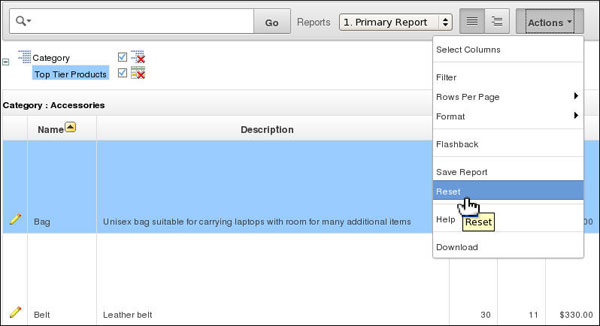 Go Reports 1. Primary Report Actions
Select Columns
Filter
Rows Per Page
Format
Flashback
Save Report
Reset
Help
Reset
Download
Category
Top Tier Products
Category : Accessories
Name Description
Bag Unisex bag suitable for carrying laptops with room for many additional items
Belt Leather belt 30 11 $330.00